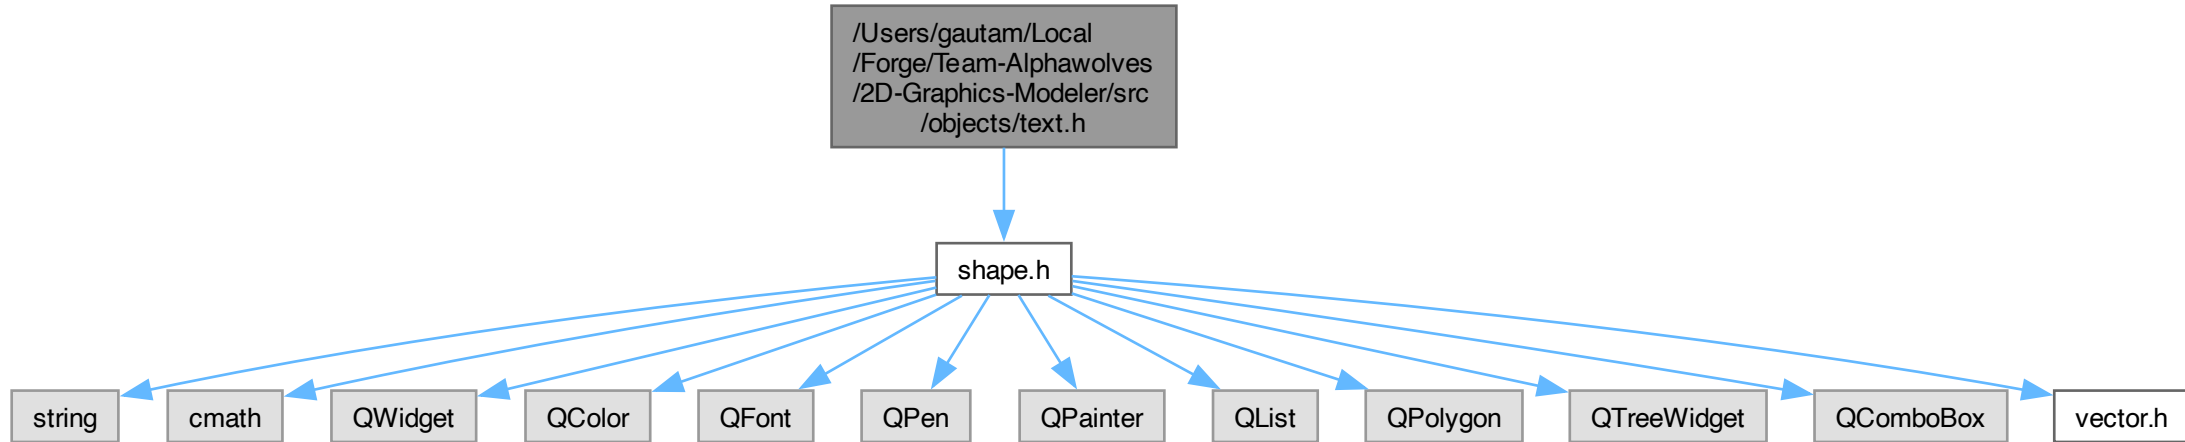 /Users/gautam/Local
/Forge/Team-Alphawolves
/2D-Graphics-Modeler/src
/objects/text.h
shape.h
string
cmath
QWidget
QColor
QFont
QPen
QPainter
QList
QPolygon
QTreeWidget
QComboBox
vector.h